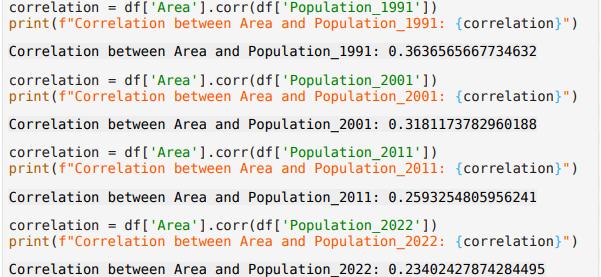 correlation = df['Area'].corr(df['Population_1991'])
print(f"Correlation between Area and Population_1991: {correlation}")
Correlation between Area and Population_1991: 0.3636565667734632
correlation = df['Area'].corr(df['Population_2001'])
print(f"Correlation between Area and Population_2001: {correlation}")
Correlation between Area and Population_2001: 0.3181173782960188
correlation = df['Area'].corr(df['Population_2011'])
print(f"Correlation between Area and Population_2011: {correlation}")
Correlation between Area and Population_2011: 0.2593254805956241
correlation = df['Area'].corr(df['Population_2022'])
print(f"Correlation between Area and Population_2022: {correlation}")
Correlation between Area and Population_2022: 0.23402427874284495